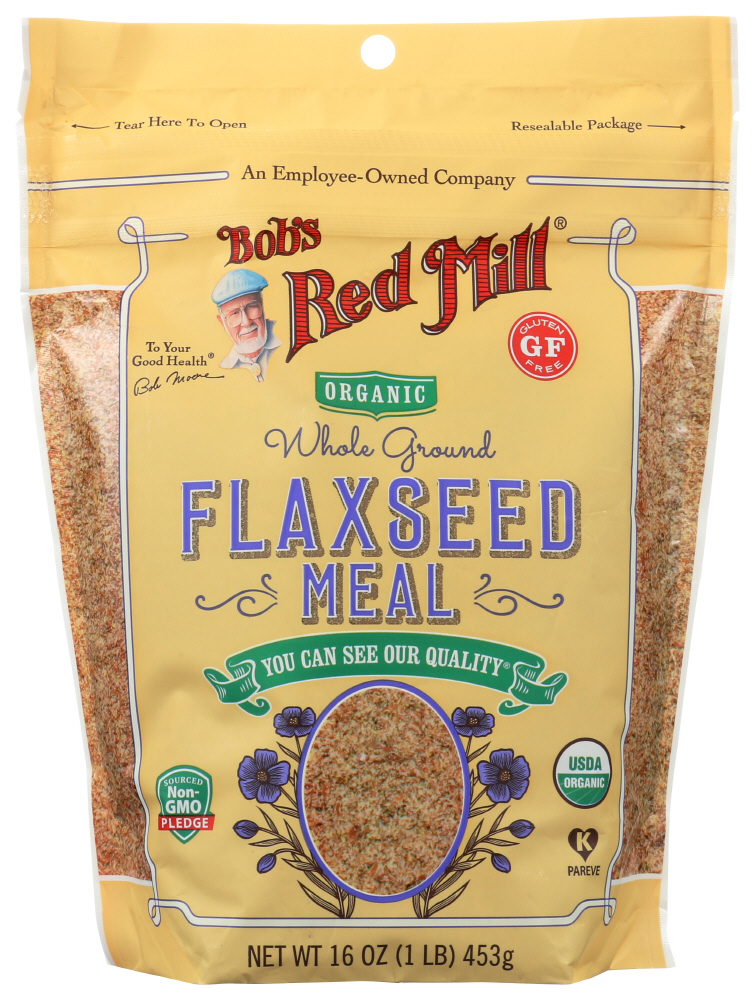 Tear Here To Open
Resealable Package
An Employee-Owned Company
Bob's
Red Mill®
To Your
Good Health®
Bob Moore
GLUTEN
GF
FREE
ORGANIC
Whole Ground
FLAXSEED
MEAL
YOU CAN SEE OUR QUALITY®
SOURCED
Non-
GMO
PLEDGE
USDA
ORGANIC
K
PAREVE
NET WT 16 OZ (1 LB) 453g